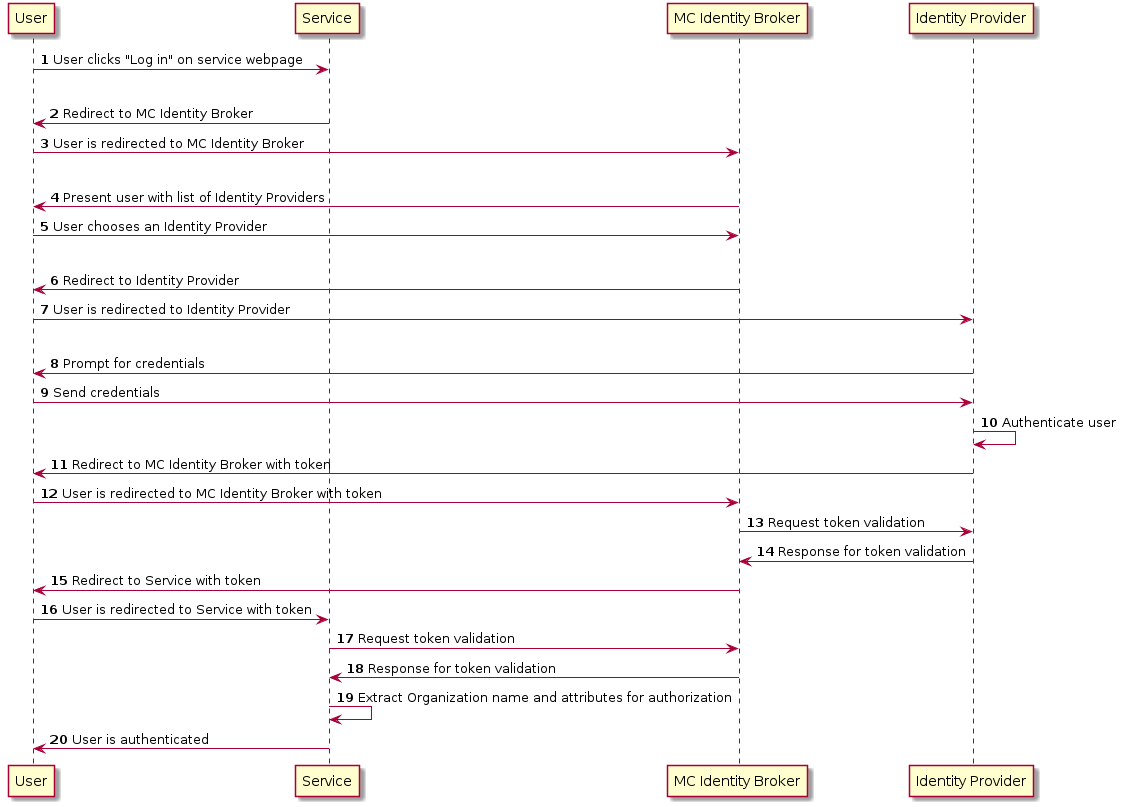 User
Service
MC Identity Broker
Identity Provider
1 User clicks "Log in" on service webpage
2 Redirect to MC Identity Broker
3 User is redirected to MC Identity Broker
4 Present user with list of Identity Providers
5 User chooses an Identity Provider
6 Redirect to Identity Provider
7 User is redirected to Identity Provider
8 Prompt for credentials
9 Send credentials
10 Authenticate user
11 Redirect to MC Identity Broker with token
12 User is redirected to MC Identity Broker with token
13 Request token validation
14 Response for token validation
15 Redirect to Service with token
16 User is redirected to Service with token
17 Request token validation
18 Response for token validation
19 Extract Organization name and attributes for authorization
20 User is authenticated
User
Service
MC Identity Broker
Identity Provider